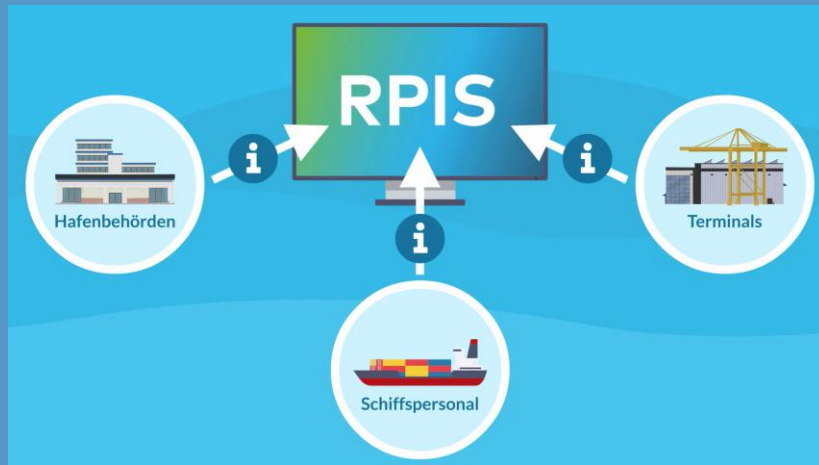 RPIS
i
i
Hafenbehörden
Terminals
i
Schiffspersonal